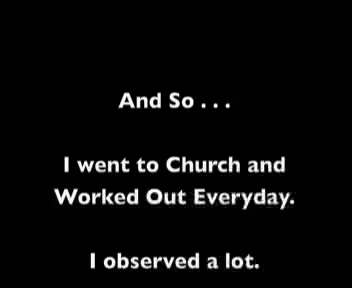 And So . . .
I went to Church and
Worked Out Everyday.
I observed a lot.